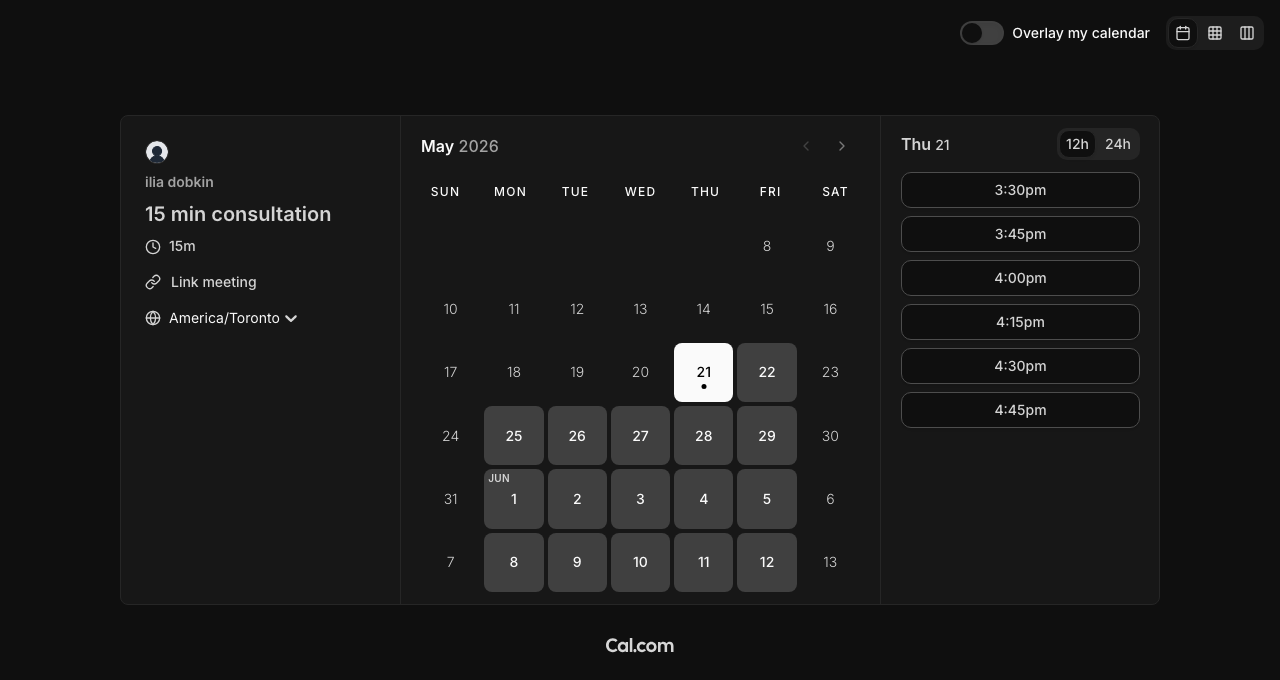 Overlay my calendar
ilia dobkin
15 min consultation
15m
Link meeting
America/Toronto
May 2026
SUN MON TUE WED THU FRI SAT
8 9
10 11 12 13 14 15 16
17 18 19 20 21 22 23
24 25 26 27 28 29 30
JUN
31 1 2 3 4 5 6
7 8 9 10 11 12 13
Thu 21 12h 24h
3:30pm
3:45pm
4:00pm
4:15pm
4:30pm
4:45pm
Cal.com